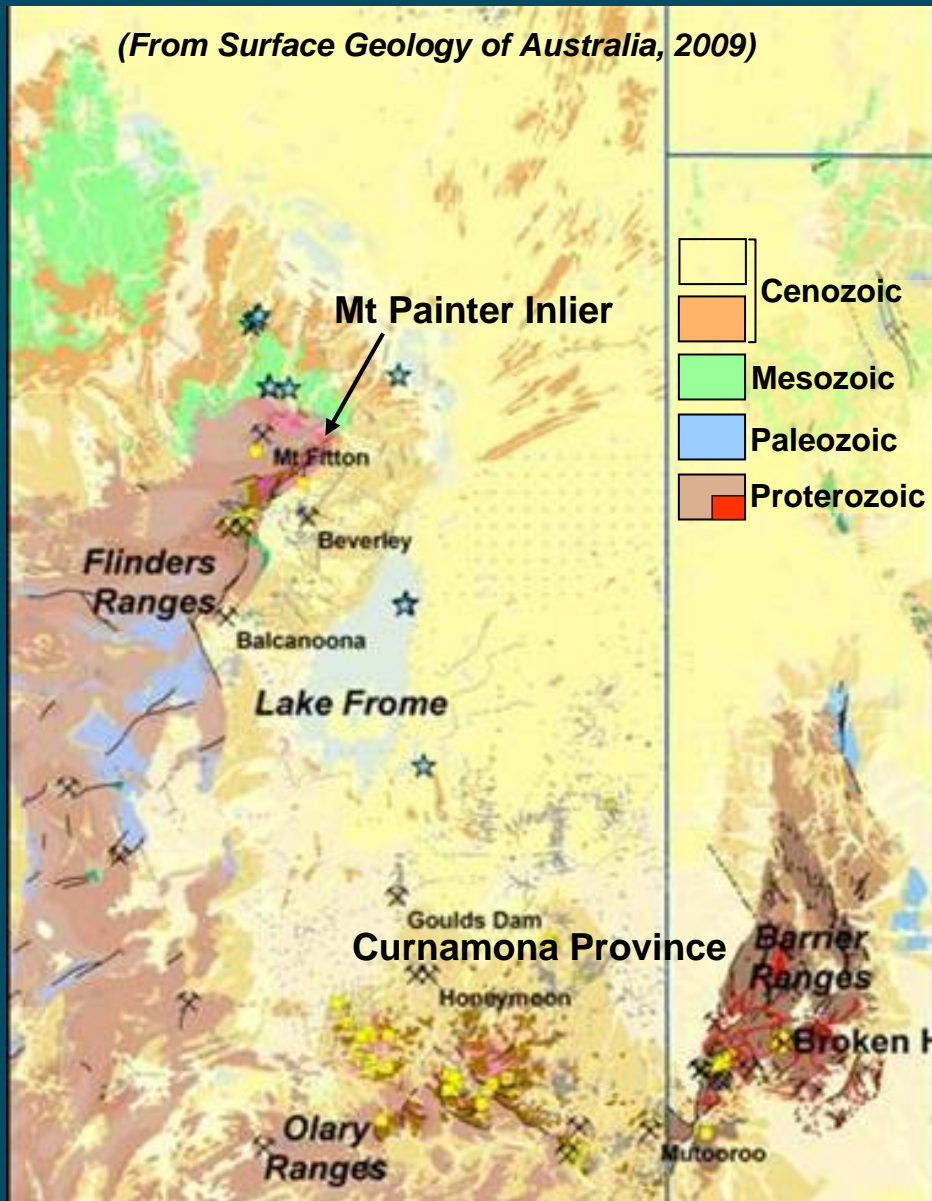 (From Surface Geology of Australia, 2009)
Mt Painter Inlier
Cenozoic
Mesozoic
Paleozoic
Proterozoic
Mt Fitton
Beverley
Flinders
Ranges
Balcanoona
Lake Frome
Goulds Dam
Curnamona Province
Barrier
Ranges
Honeymoon
Broken H
Olary
Ranges
Mutooroo